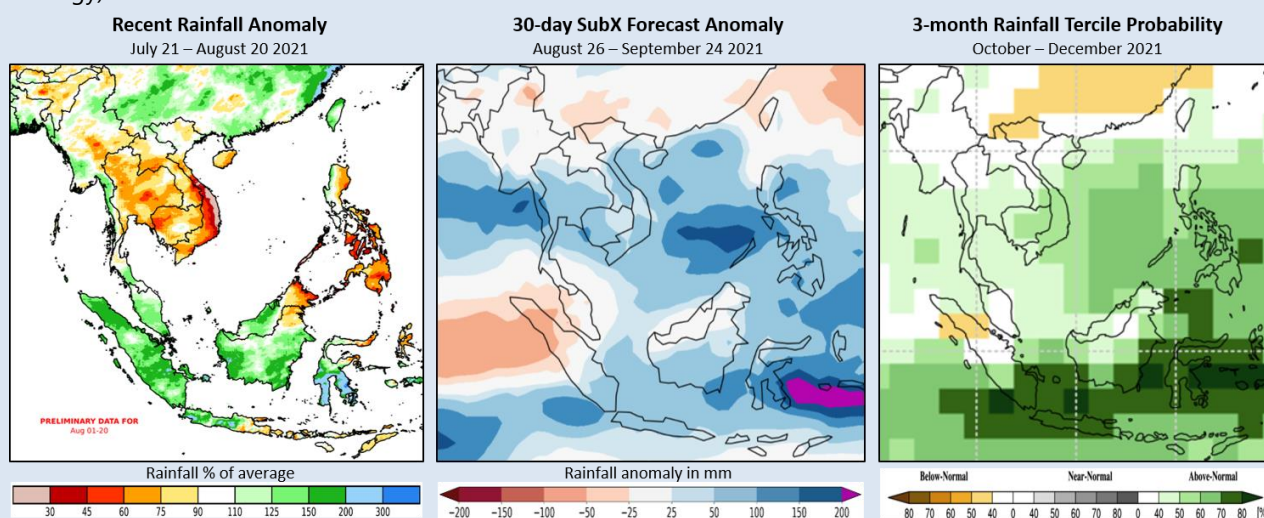 gy,
Recent Rainfall Anomaly
July 21 – August 20 2021
30-day SubX Forecast Anomaly
August 26 – September 24 2021
3-month Rainfall Tercile Probability
October – December 2021
PRELIMINARY DATA FOR
Aug 01-20
Rainfall % of average
30 45 60 75 90 110 125 150 200 300
Rainfall anomaly in mm
−200 −150 −100 −50 −25 25 50 100 150 200
Below-Normal Near-Normal Above-Normal
80 70 60 50 40 0 40 50 60 70 80 0 40 50 60 70 80 [%